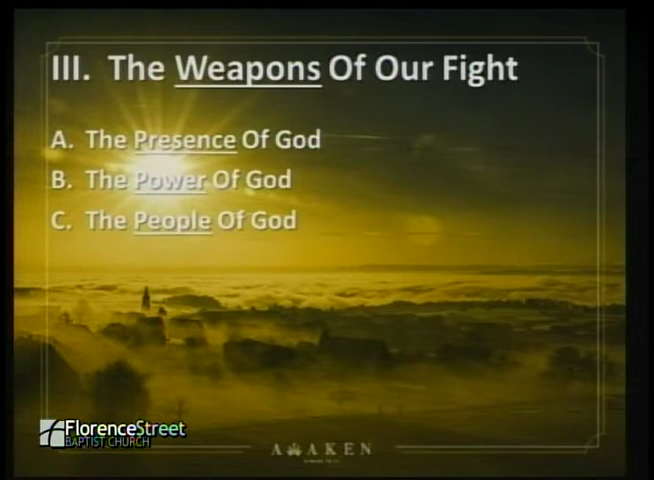 III. The Weapons Of Our Fight
A. The Presence Of God
B. The Power Of God
C. The People Of God
FlorenceStreet
BAPTIST CHURCH
AWAKEN